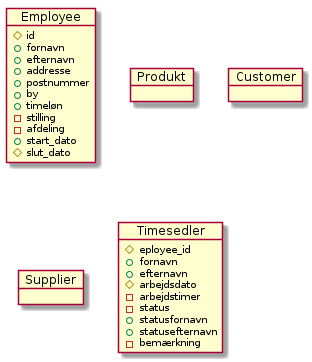 Employee
id
fornavn
efternavn
addresse
postnummer
by
timeløn
stilling
afdeling
start_dato
slut_dato
Produkt
Customer
Supplier
Timesedler
eployee_id
fornavn
efternavn
arbejdsdato
arbejdstimer
status
statusfornavn
statusefternavn
bemærkning